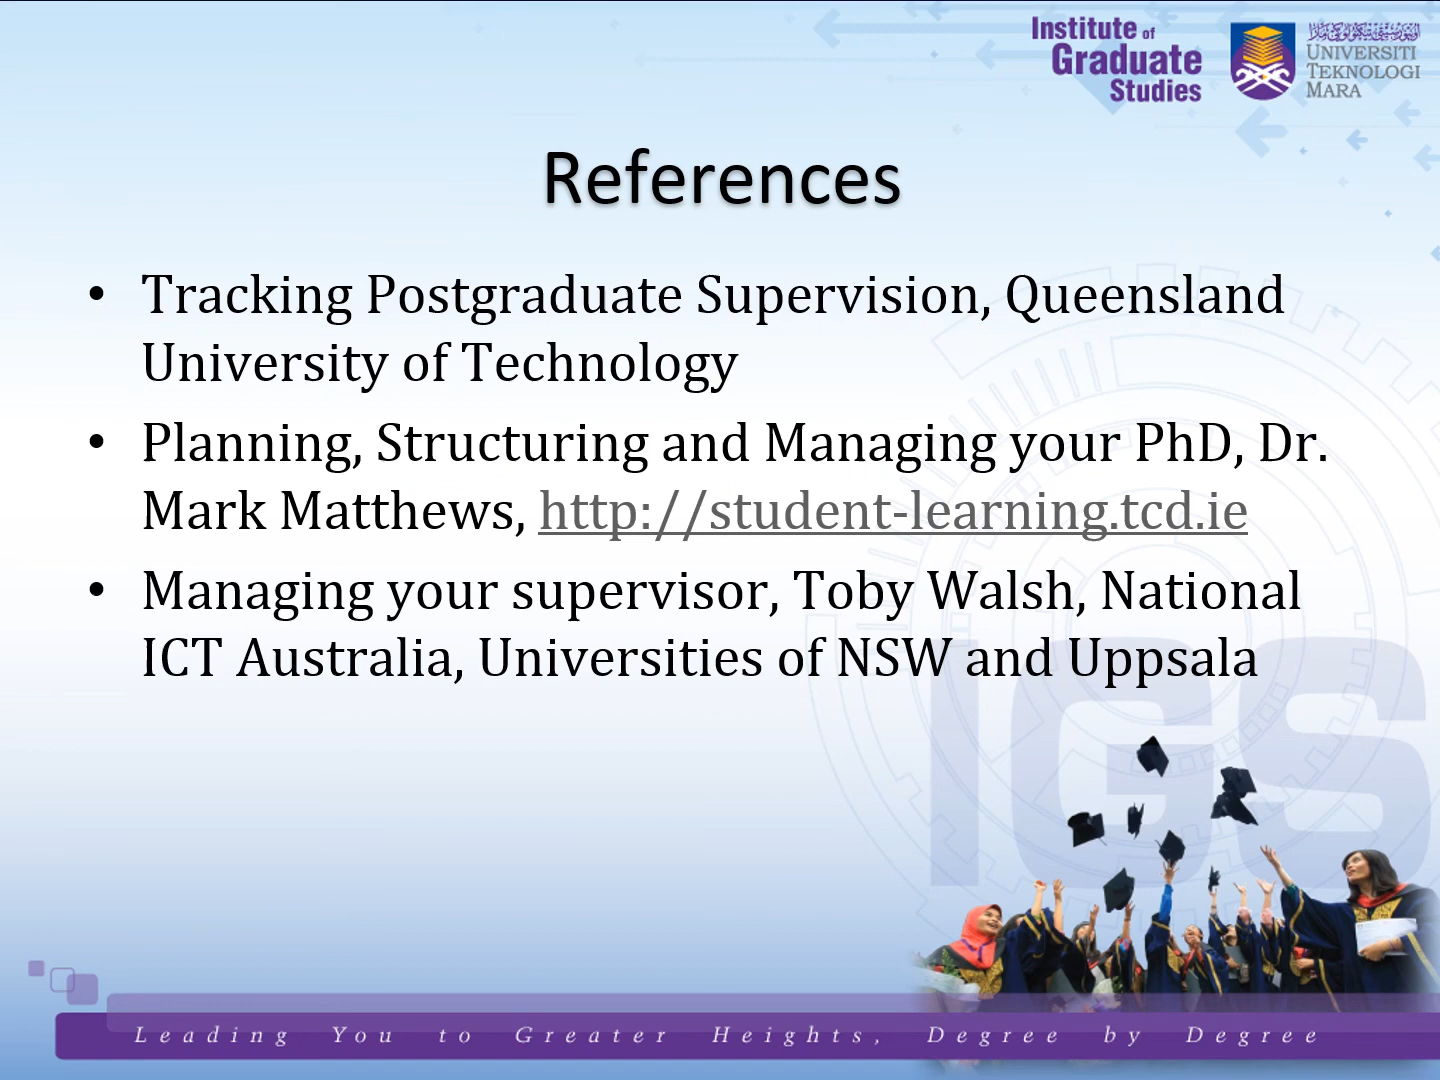 Institute of
Graduate
Studies
UNIVERSITI
TEKNOLOGI
MARA
References
• Tracking Postgraduate Supervision, Queensland
University of Technology
• Planning, Structuring and Managing your PhD, Dr.
Mark Matthews, http://student-learning.tcd.ie
• Managing your supervisor, Toby Walsh, National
ICT Australia, Universities of NSW and Uppsala
IGS
Leading You to Greater Heights, Degree by Degree